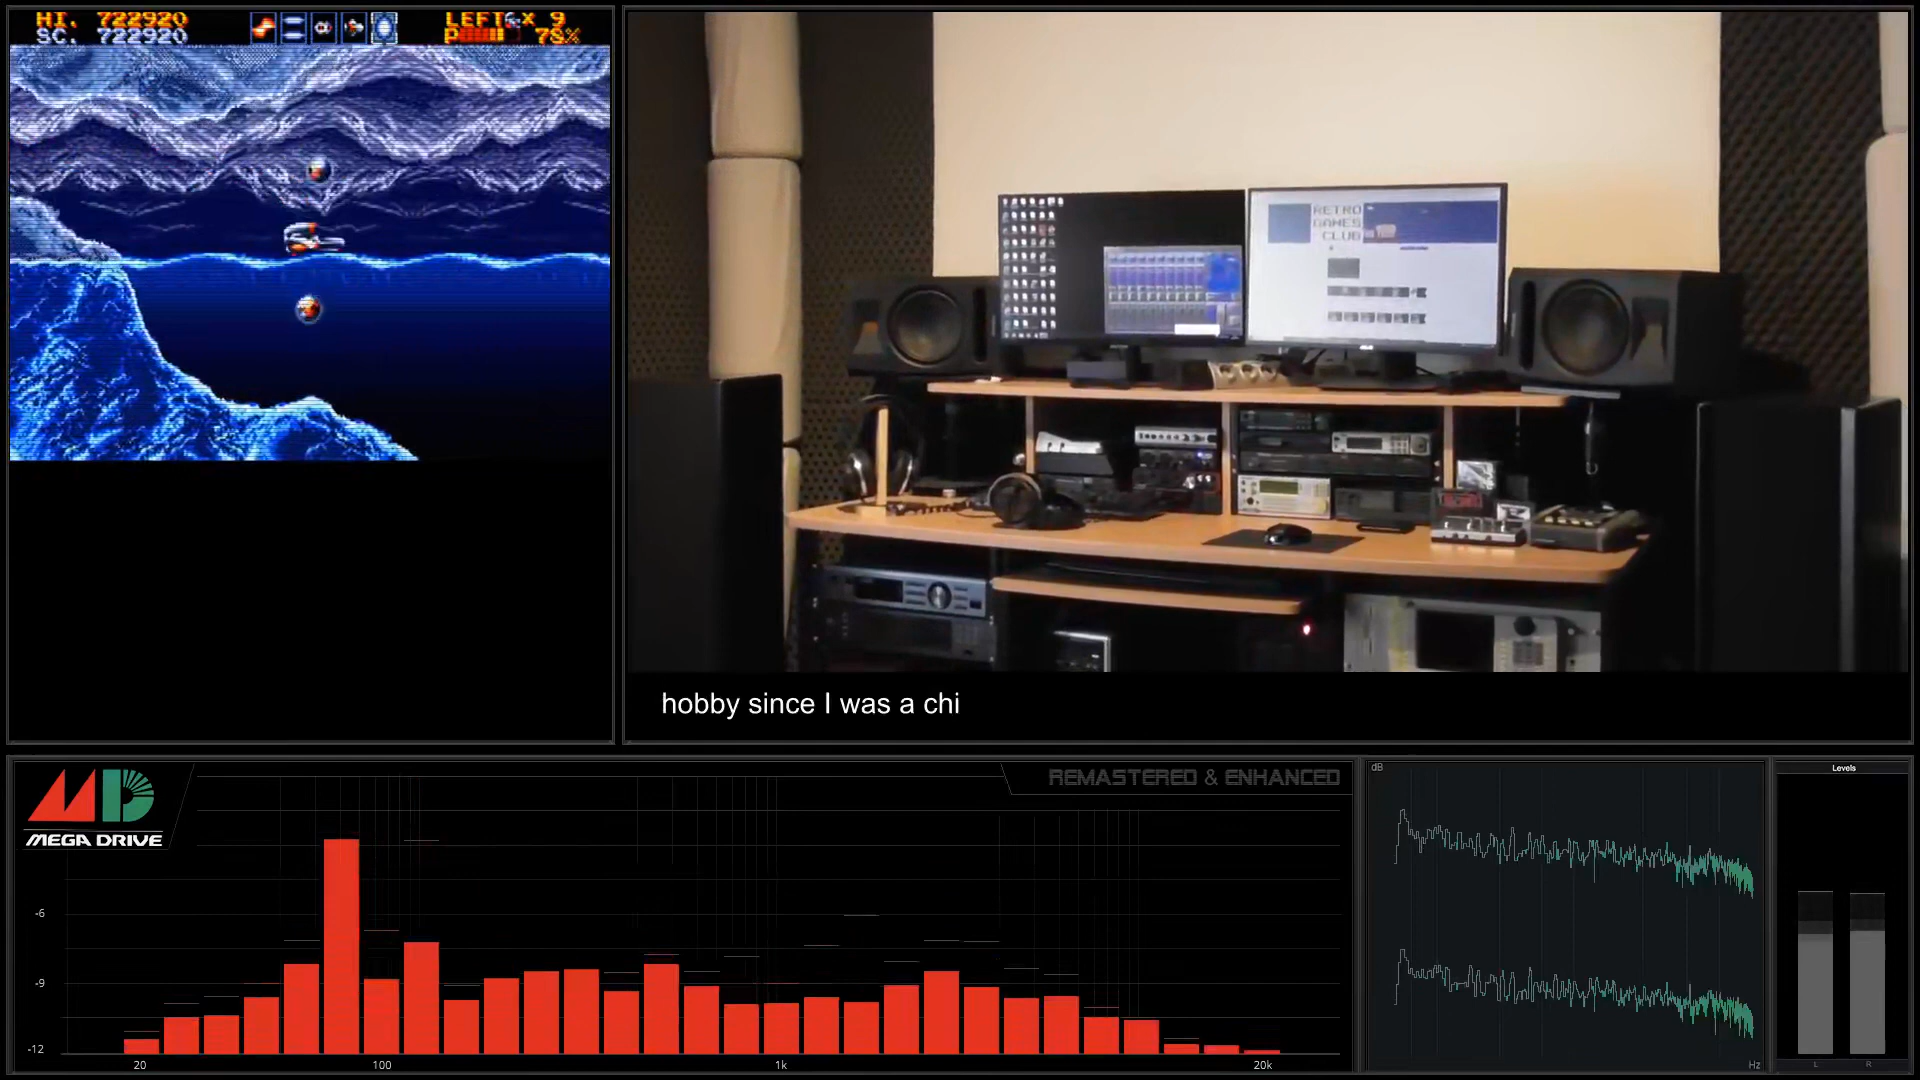 HI. 722920
SC. 722920
LEFT X 9
P 78%
RETRO
GAMES
CLUB
hobby since I was a chi
MEGA DRIVE
REMASTERED & ENHANCED
-6
-9
-12
20
100
1k
20k
dB
Hz
Levels
L
R